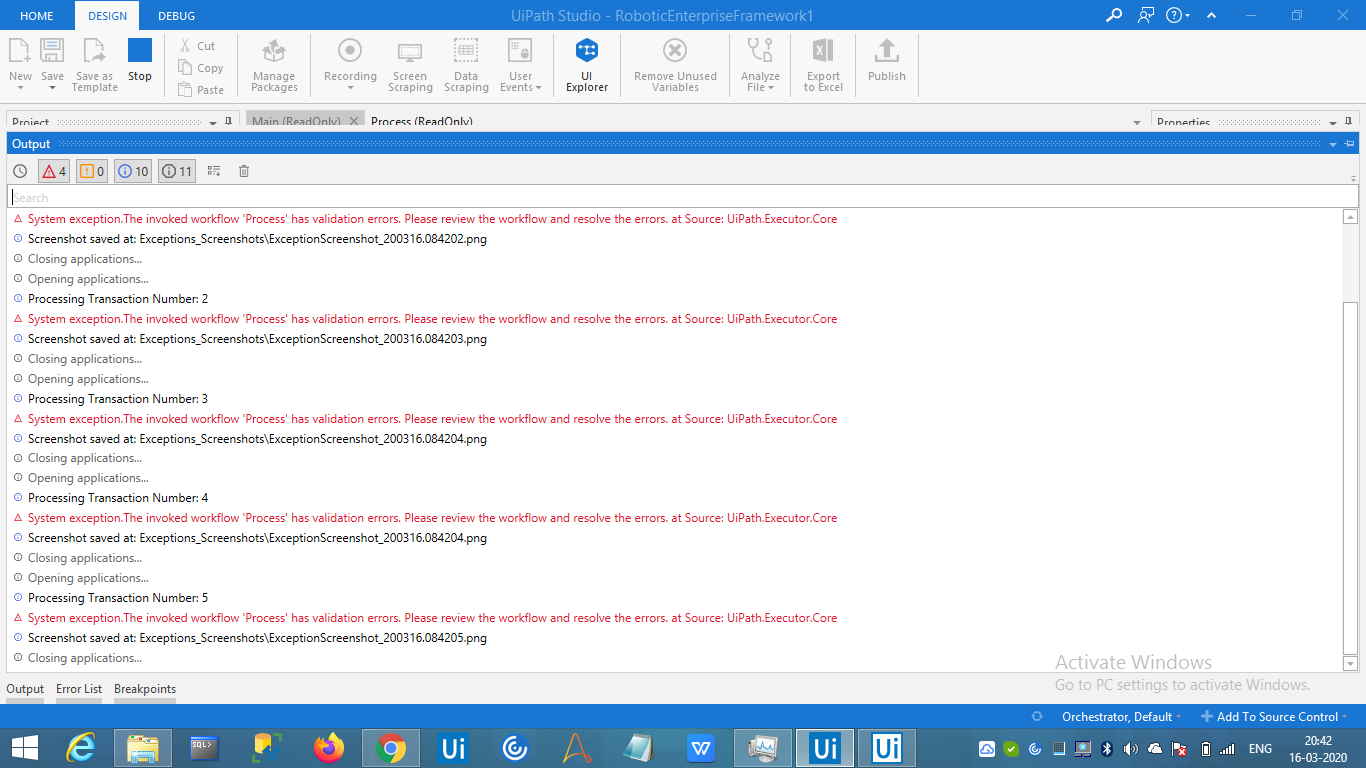 HOME DESIGN DEBUG UiPath Studio - RoboticEnterpriseFramework1
New Save Save as Template Stop Cut Copy Paste Manage Packages Recording Screen Scraping Data Scraping User Events UI Explorer Remove Unused Variables Analyze File Export to Excel Publish
Project Main (ReadOnly) Process (ReadOnly) Properties
Output
4 0 10 11
Search
System exception.The invoked workflow 'Process' has validation errors. Please review the workflow and resolve the errors. at Source: UiPath.Executor.Core
Screenshot saved at: Exceptions_Screenshots\ExceptionScreenshot_200316.084202.png
Closing applications...
Opening applications...
Processing Transaction Number: 2
System exception.The invoked workflow 'Process' has validation errors. Please review the workflow and resolve the errors. at Source: UiPath.Executor.Core
Screenshot saved at: Exceptions_Screenshots\ExceptionScreenshot_200316.084203.png
Closing applications...
Opening applications...
Processing Transaction Number: 3
System exception.The invoked workflow 'Process' has validation errors. Please review the workflow and resolve the errors. at Source: UiPath.Executor.Core
Screenshot saved at: Exceptions_Screenshots\ExceptionScreenshot_200316.084204.png
Closing applications...
Opening applications...
Processing Transaction Number: 4
System exception.The invoked workflow 'Process' has validation errors. Please review the workflow and resolve the errors. at Source: UiPath.Executor.Core
Screenshot saved at: Exceptions_Screenshots\ExceptionScreenshot_200316.084204.png
Closing applications...
Opening applications...
Processing Transaction Number: 5
System exception.The invoked workflow 'Process' has validation errors. Please review the workflow and resolve the errors. at Source: UiPath.Executor.Core
Screenshot saved at: Exceptions_Screenshots\ExceptionScreenshot_200316.084205.png
Closing applications...
Activate Windows
Go to PC settings to activate Windows.
Output Error List Breakpoints
Orchestrator, Default Add To Source Control
SQL> Ui W Ui Ui ENG 20:42
16-03-2020